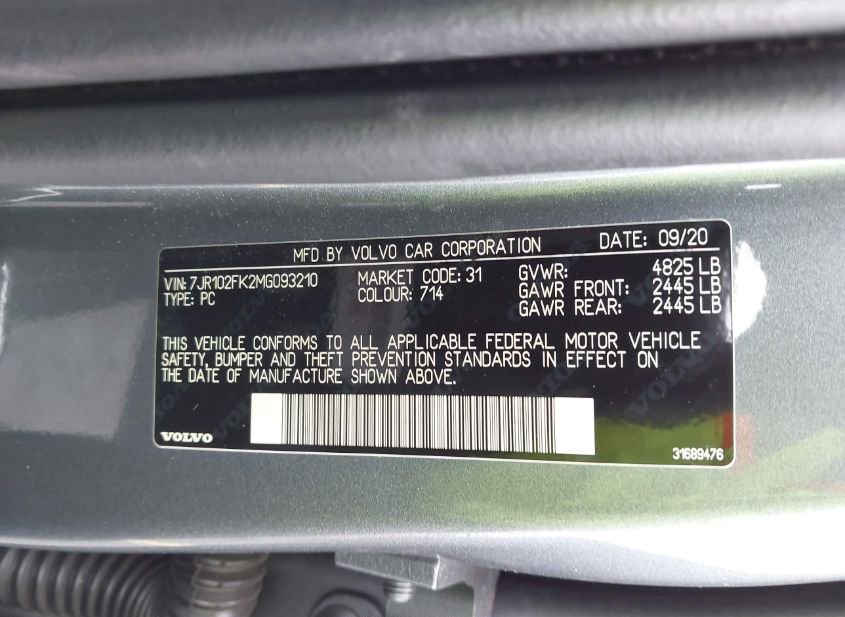 MFD BY VOLVO CAR CORPORATION DATE: 09/20
VIN: 7JR102FK2MG093210 MARKET CODE: 31 GVWR: 4825 LB
TYPE: PC COLOUR: 714 GAWR FRONT: 2445 LB
GAWR REAR: 2445 LB
THIS VEHICLE CONFORMS TO ALL APPLICABLE FEDERAL MOTOR VEHICLE
SAFETY, BUMPER AND THEFT PREVENTION STANDARDS IN EFFECT ON
THE DATE OF MANUFACTURE SHOWN ABOVE.
VOLVO
31689476